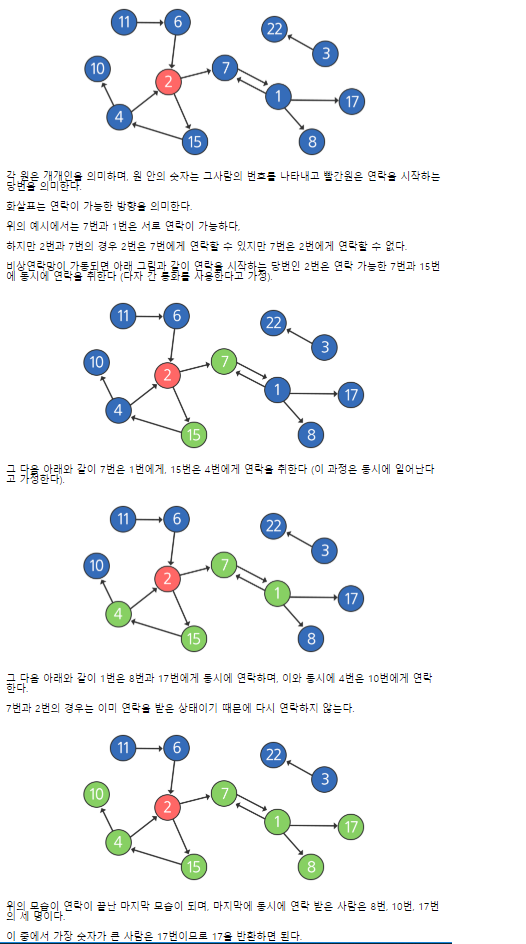 11 6 22
3
10 2 7
1 17
4
15 8
각 원은 개개인을 의미하며, 원 안의 숫자는 그사람의 번호를 나타내고 빨간원은 연락을 시작하는
당번을 의미한다.
화살표는 연락이 가능한 방향을 의미한다.
위의 예시에서는 7번과 1번은 서로 연락이 가능하다,
하지만 2번과 7번의 경우 2번은 7번에게 연락할 수 있지만 7번은 2번에게 연락할 수 없다.
비상연락망이 가동되면 아래 그림과 같이 연락을 시작하는 당번인 2번은 연락 가능한 7번과 15번
에 동시에 연락을 취한다 (다자 간 통화를 사용한다고 가정).
11 6 22
3
10 2 7
1 17
4
15 8
그 다음 아래와 같이 7번은 1번에게, 15번은 4번에게 연락을 취한다 (이 과정은 동시에 일어난다
고 가정한다).
11 6 22
3
10 2 7
1 17
4
15 8
그 다음 아래와 같이 1번은 8번과 17번에게 동시에 연락하며, 이와 동시에 4번은 10번에게 연락
한다.
7번과 2번의 경우는 이미 연락을 받은 상태이기 때문에 다시 연락하지 않는다.
11 6 22
3
10 2 7
1 17
4
15 8
위의 모습이 연락이 끝난 마지막 모습이 되며, 마지막에 동시에 연락 받은 사람은 8번, 10번, 17번
의 세 명이다.
이 중에서 가장 숫자가 큰 사람은 17번이므로 17을 반환하면 된다.